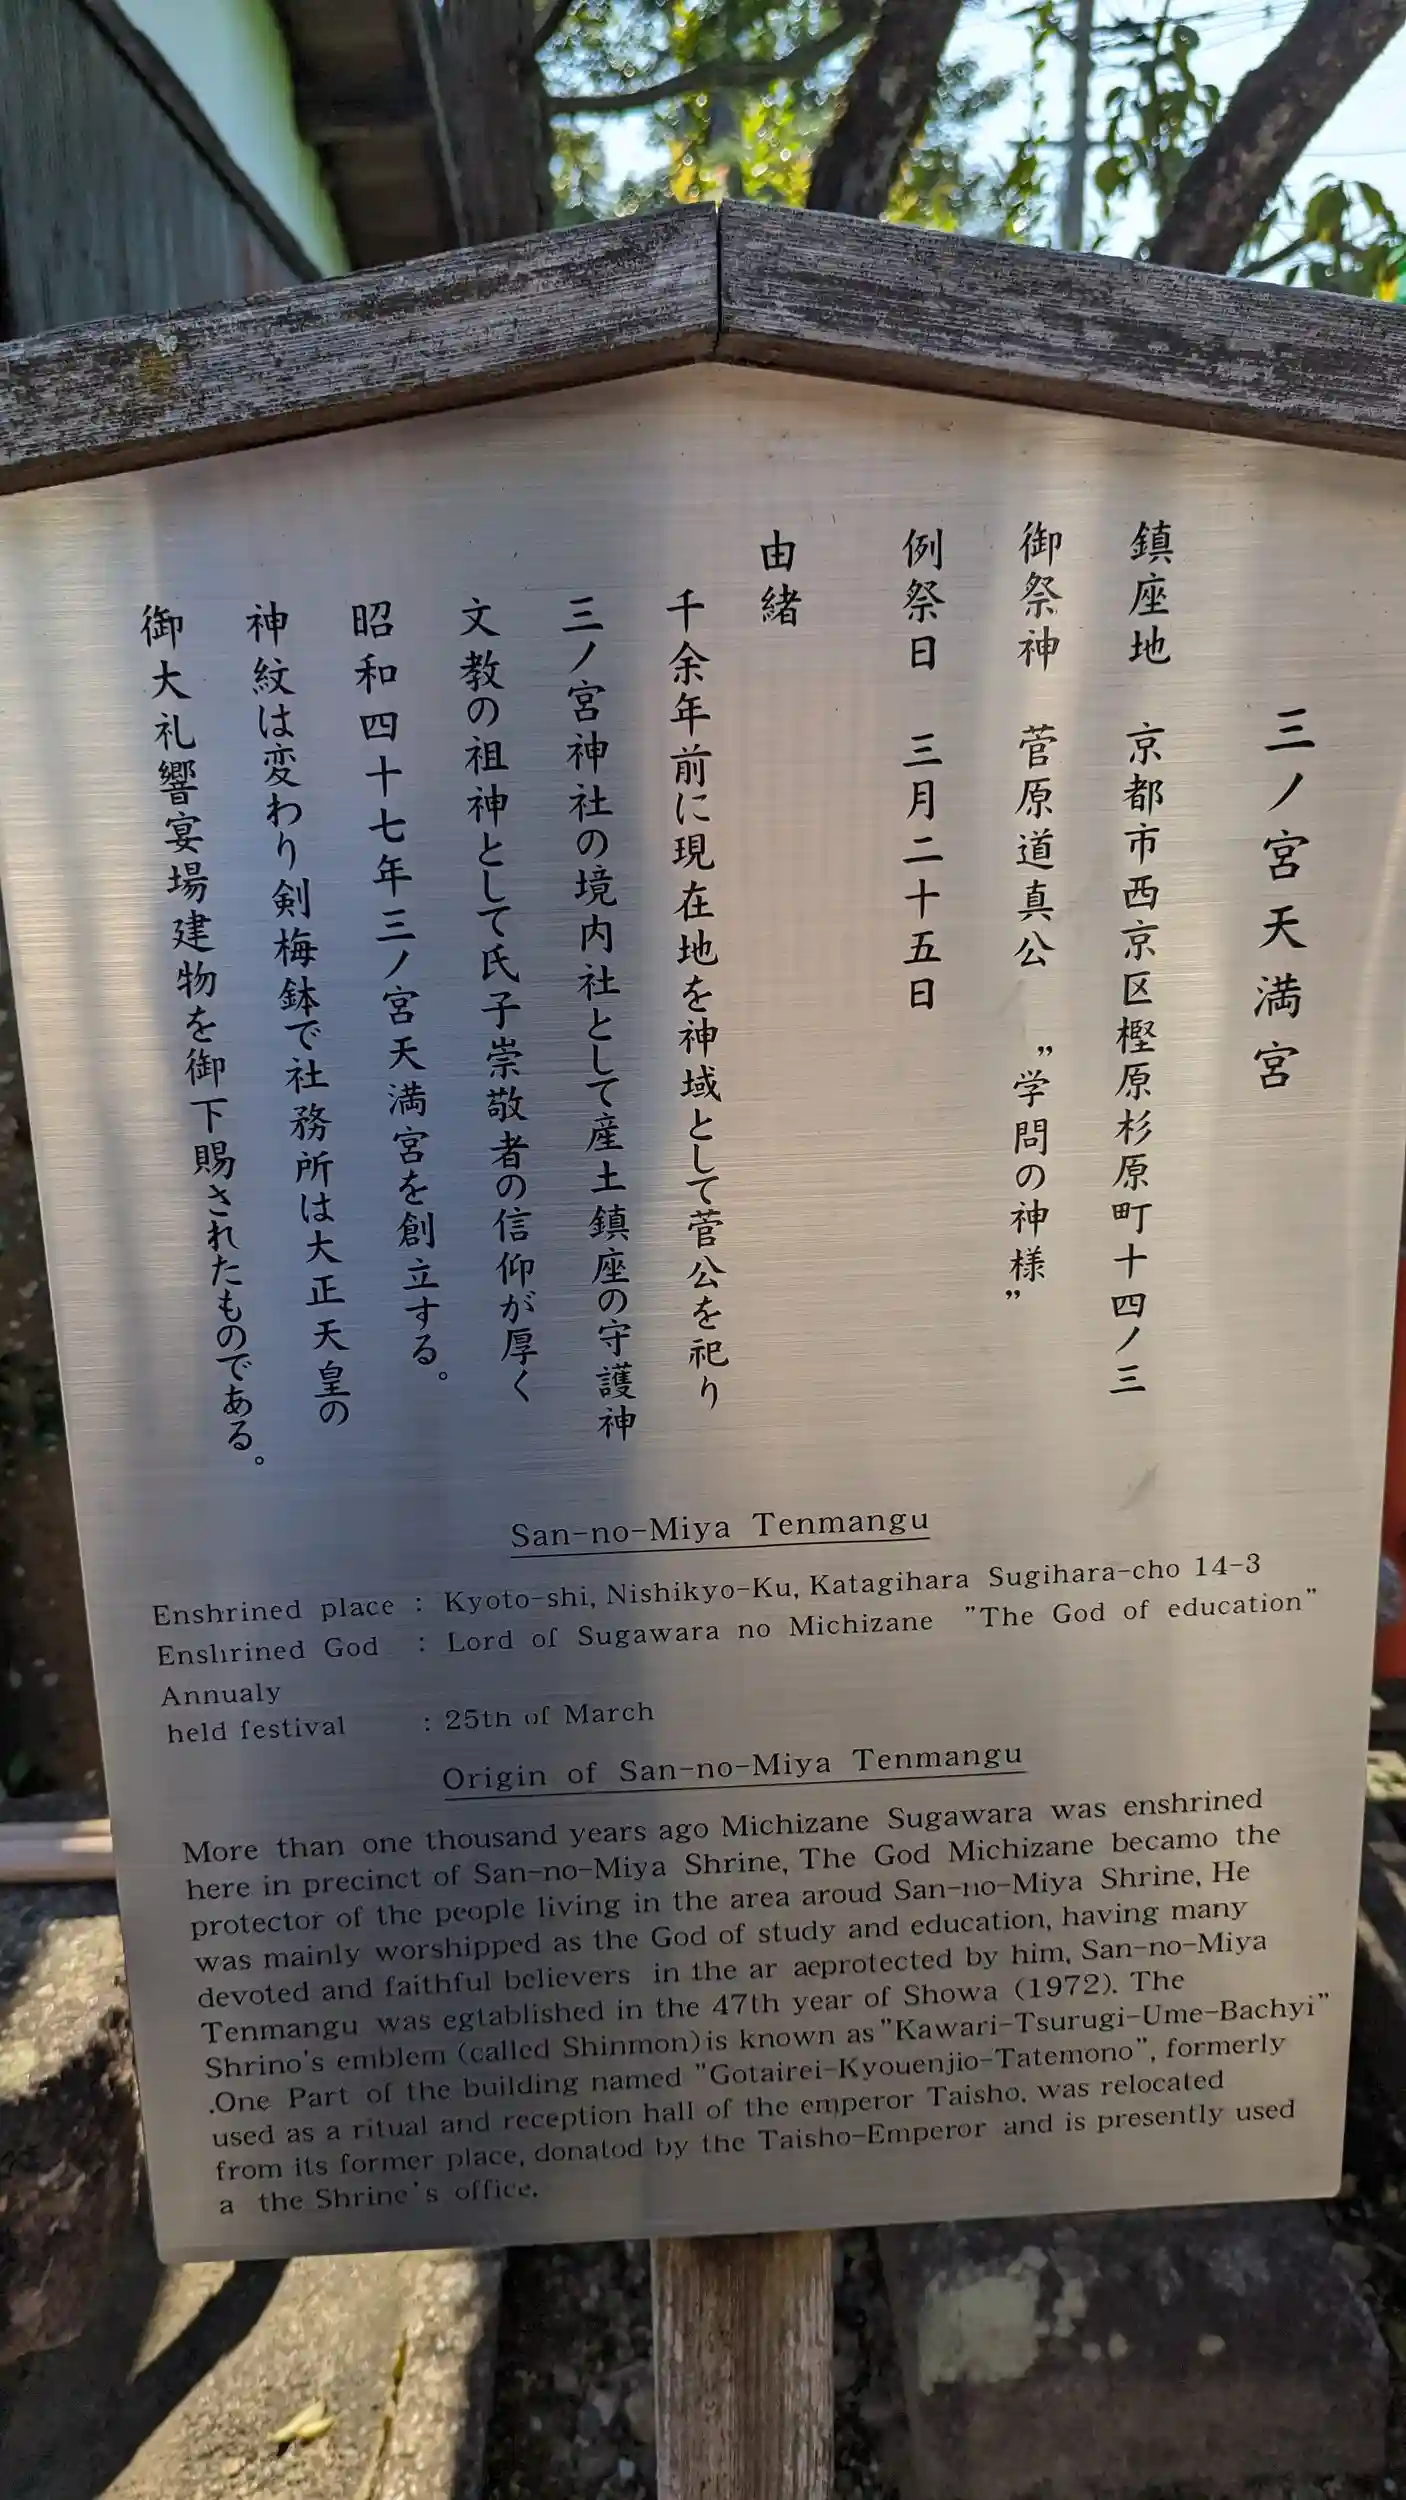 三ノ宮天満宮
鎮座地 京都市西京区樫原杉原町十四ノ三
御祭神 菅原道真公 〝学問の神様〟
例祭日 三月二十五日
由緒
千余年前に現在地を神域として菅公を祀り
三ノ宮神社の境内社として産土鎮座の守護神
文教の祖神として氏子崇敬者の信仰が厚く
昭和四十七年三ノ宮天満宮を創立する。
神紋は変わり剣梅鉢で社務所は大正天皇の
御大礼響宴場建物を御下賜されたものである。
San-no-Miya Tenmangu
Enshrined place : Kyoto-shi, Nishikyo-Ku, Katagihara Sugihara-cho 14-3
Enshrined God : Lord of Sugawara no Michizane "The God of education"
Annualy
held festival : 25th of March
Origin of San-no-Miya Tenmangu
More than one thousand years ago Michizane Sugawara was enshrined
here in precinct of San-no-Miya Shrine, The God Michizane becamo the
protector of the people living in the area aroud San-no-Miya Shrine, He
was mainly worshipped as the God of study and education, having many
devoted and faithful believers in the ar aeprotected by him, San-no-Miya
Tenmangu was egtablished in the 47th year of Showa (1972). The
Shrino's emblem (called Shinmon)is known as "Kawari-Tsurugi-Ume-Bachyi"
.One Part of the building named "Gotairei-Kyouenjio-Tatemono", formerly
used as a ritual and reception hall of the emperor Taisho. was relocated
from its former place, donatod by the Taisho-Emperor and is presently used
a the Shrine's office.